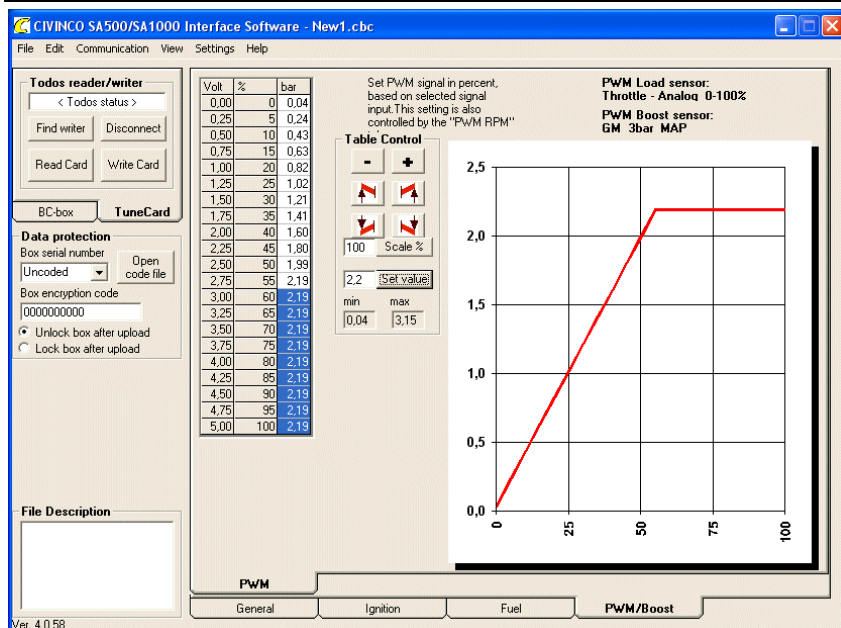 CIVINCO SA500/SA1000 Interface Software - New1.cbc
File Edit Communication View Settings Help
Todos reader/writer
< Todos status >
Find writer Disconnect
Read Card Write Card
BC-box TuneCard
Data protection
Box serial number
Uncoded
Open
code file
Box encryption code
0000000000
Unlock box after upload
Lock box after upload
File Description
Ver. 4.0.58
Volt % bar
0,00 0 0,04
0,25 5 0,24
0,50 10 0,43
0,75 15 0,63
1,00 20 0,82
1,25 25 1,02
1,50 30 1,21
1,75 35 1,41
2,00 40 1,60
2,25 45 1,80
2,50 50 1,99
2,75 55 2,19
3,00 60 2,19
3,25 65 2,19
3,50 70 2,19
3,75 75 2,19
4,00 80 2,19
4,25 85 2,19
4,50 90 2,19
4,75 95 2,19
5,00 100 2,19
Set PWM signal in percent,
based on selected signal
input.This setting is also
controlled by the "PWM RPM"
Table Control
- +
100 Scale %
2,2 Set value
min max
0,04 3,15
PWM Load sensor:
Throttle - Analog 0-100%
PWM Boost sensor:
GM 3bar MAP
2,5
2,0
1,5
1,0
0,5
0,0
0 25 50 75 100
PWM
General Ignition Fuel PWM/Boost